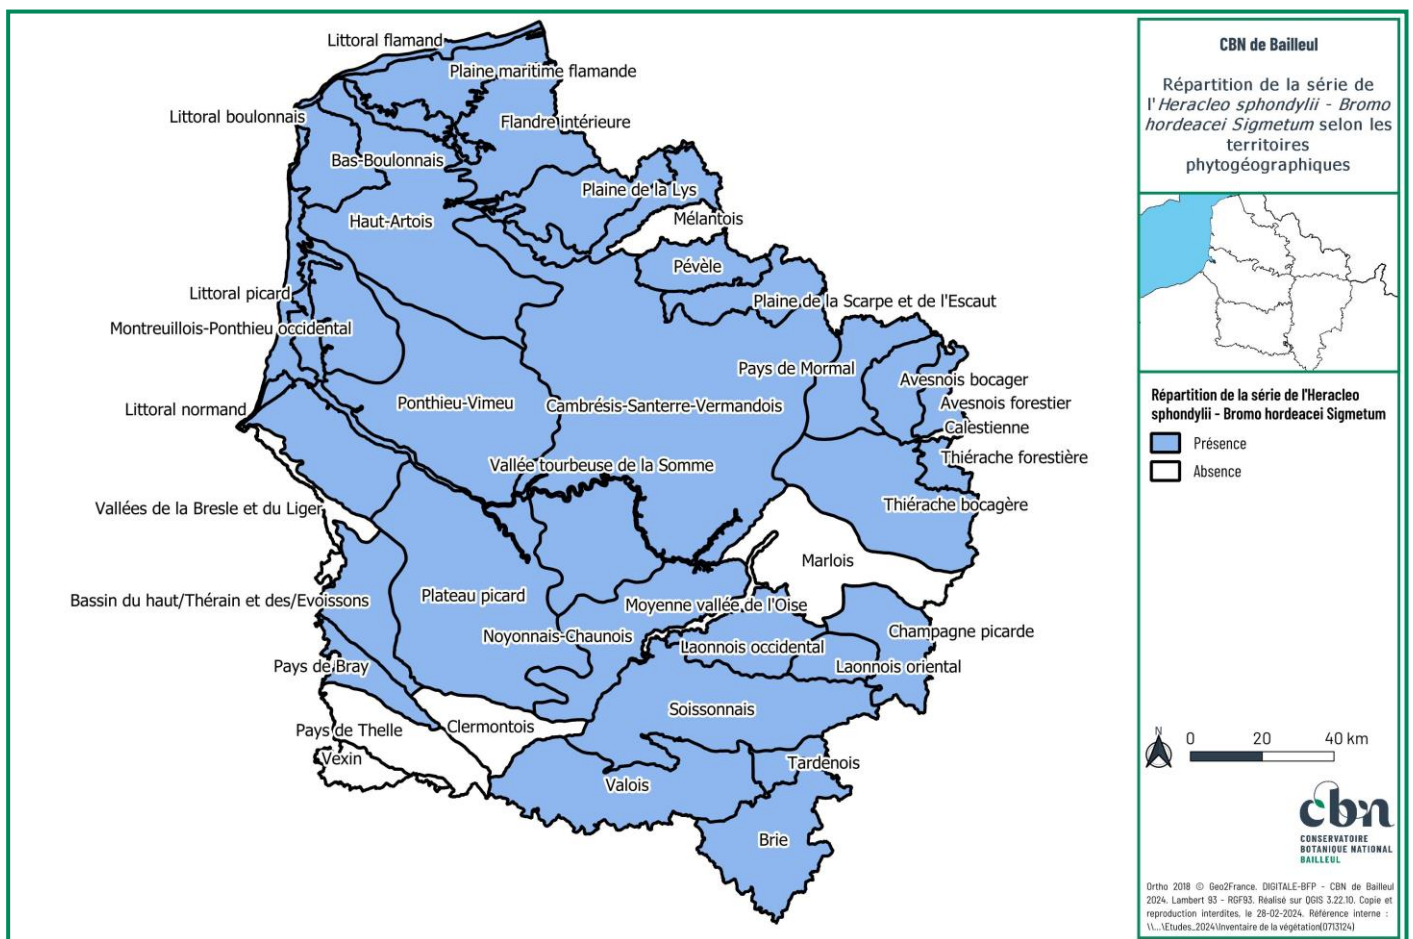 Littoral flamand
Plaine maritime flamande
Littoral boulonnais
Flandre intérieure
Bas-Boulonnais
Plaine de la Lys
Haut-Artois
Mélantois
Pévèle
Littoral picard
Plaine de la Scarpe et de l'Escaut
Montreuillois-Ponthieu occidental
Pays de Mormal
Avesnois bocager
Littoral normand
Ponthieu-Vimeu
Cambrésis-Santerre-Vermandois
Avesnois forestier
Calestienne
Thiérache forestière
Vallée tourbeuse de la Somme
Vallées de la Bresle et du Liger
Thiérache bocagère
Marlois
Bassin du haut/Thérain et des/Evoissons
Plateau picard
Moyenne vallée de l'Oise
Noyonnais-Chaunois
Champagne picarde
Laonnois occidental
Pays de Bray
Laonnois oriental
Soissonnais
Pays de Thelle
Clermontois
Vexin
Valois
Tardenois
Brie
CBN de Bailleul
Répartition de la série de
l'Heracleo sphondylii - Bromo
hordeacei Sigmetum selon les
territoires
phytogéographiques
Répartition de la série de l'Heracleo
sphondylii - Bromo hordeacei Sigmetum
Présence
Absence
N
0 20 40 km
cbn
CONSERVATOIRE
BOTANIQUE NATIONAL
BAILLEUL
Ortho 2018 © Geo2France. DIGITALE-BFP - CBN de Bailleul
2024. Lambert 93 - RGF93. Réalisé sur QGIS 3.22.10. Copie et
reproduction interdites, le 28-02-2024. Référence interne :
\\...\Etudes_2024\Inventaire de la végétation(0713124)